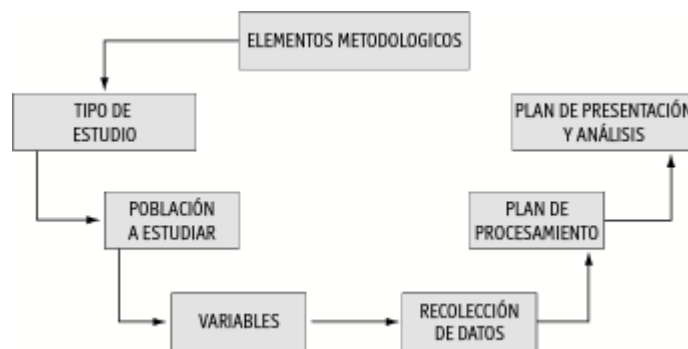 ELEMENTOS METODOLOGICOS
TIPO DE
ESTUDIO
POBLACIÓN
A ESTUDIAR
VARIABLES
RECOLECCIÓN
DE DATOS
PLAN DE
PROCESAMIENTO
PLAN DE PRESENTACIÓN
Y ANÁLISIS